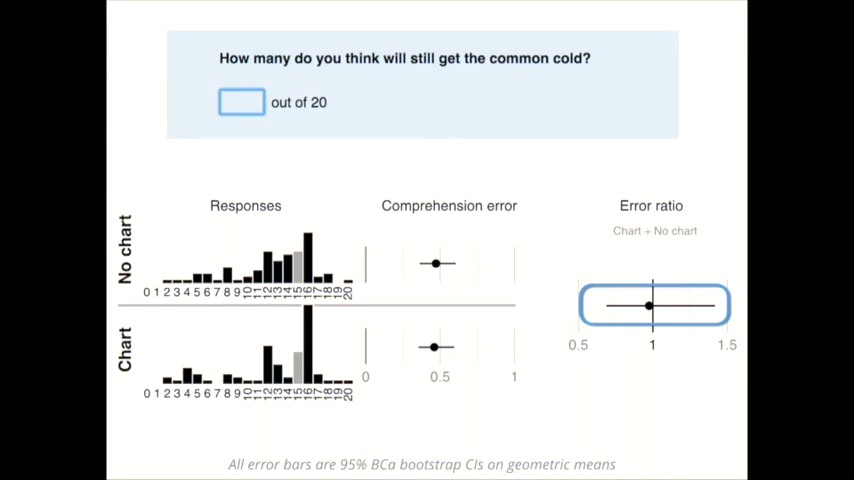 How many do you think will still get the common cold?
out of 20
Responses
Comprehension error
Error ratio
Chart ÷ No chart
No chart
0 1 2 3 4 5 6 7 8 9 10 11 12 13 14 15 16 17 18 19 20
0.5 1 1.5
Chart
0 0.5 1
0 1 2 3 4 5 6 7 8 9 10 11 12 13 14 15 16 17 18 19 20
All error bars are 95% BCa bootstrap CIs on geometric means